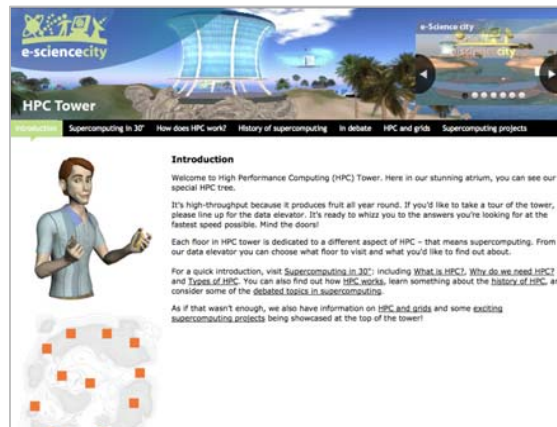 e-sciencecity
e-Science city
e-sciencecity
HPC Tower
Introduction Supercomputing in 30" How does HPC work? History of supercomputing In debate HPC and grids Supercomputing projects
Introduction
Welcome to High Performance Computing (HPC) Tower. Here in our stunning atrium, you can see our
special HPC tree.
It's high-throughput because it produces fruit all year round. If you'd like to take a tour of the tower,
please line up for the data elevator. It's ready to whizz you to the answers you're looking for at the
fastest speed possible. Mind the doors!
Each floor in HPC tower is dedicated to a different aspect of HPC – that means supercomputing. From
our data elevator you can choose what floor to visit and what you'd like to find out about.
For a quick introduction, visit Supercomputing in 30": including What is HPC?, Why do we need HPC?
and Types of HPC. You can also find out how HPC works, learn something about the history of HPC, an
consider some of the debated topics in supercomputing.
As if that wasn't enough, we also have information on HPC and grids and some exciting
supercomputing projects being showcased at the top of the tower!